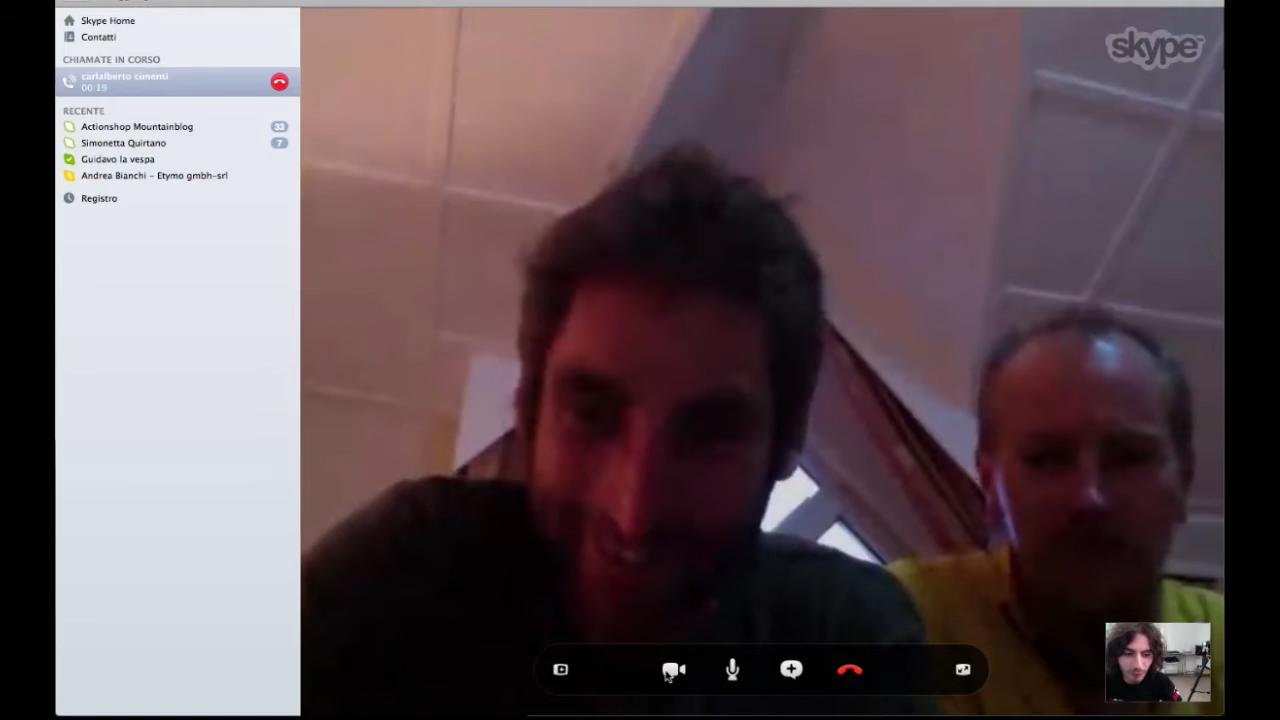 Skype Home
Contatti
CHIAMATE IN CORSO
carlalberto cimenti
00:19
RECENTE
Actionshop Mountainblog 33
Simonetta Quirtano 7
Guidavo la vespa
Andrea Bianchi - Etymo gmbh-srl
Registro
skype™